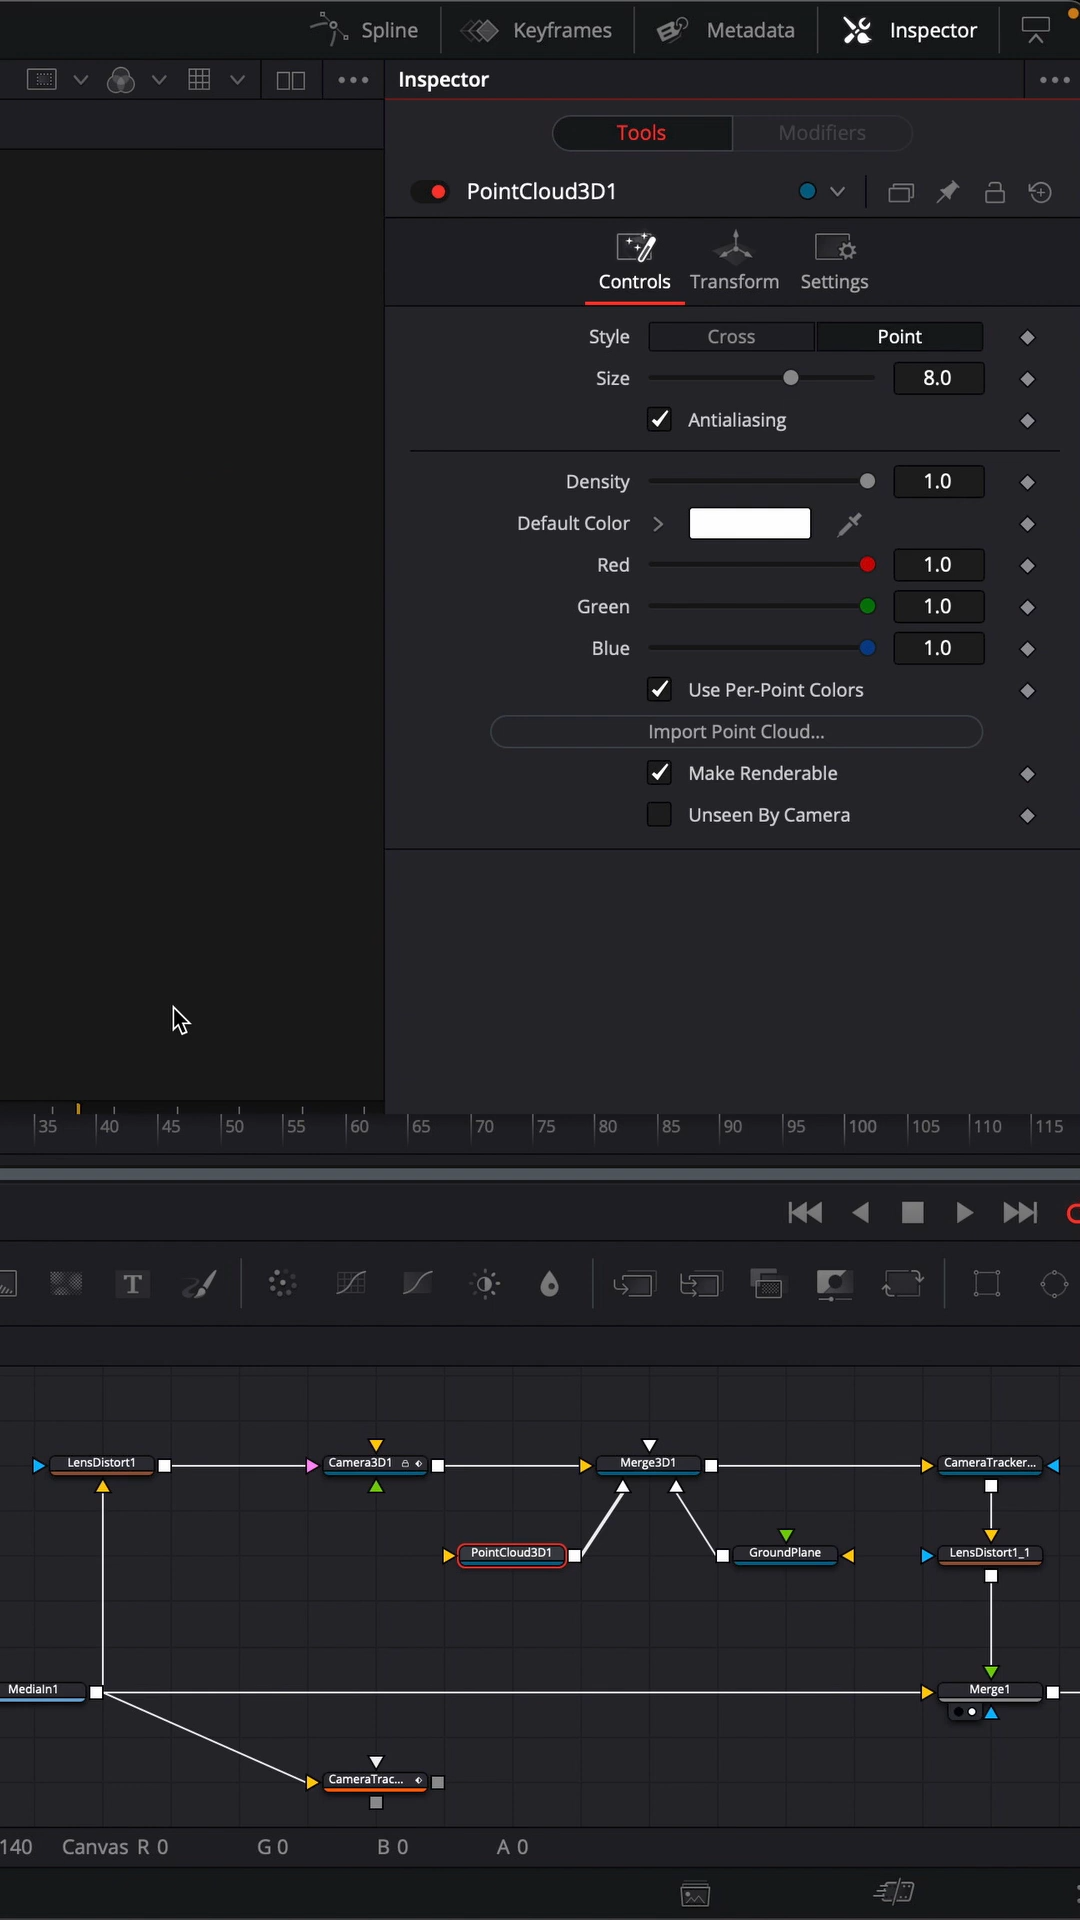 Spline Keyframes Metadata Inspector
Inspector
Tools Modifiers
PointCloud3D1
Controls Transform Settings
Style Cross Point
Size 8.0
Antialiasing
Density 1.0
Default Color
Red 1.0
Green 1.0
Blue 1.0
Use Per-Point Colors
Import Point Cloud...
Make Renderable
Unseen By Camera
35 40 45 50 55 60 65 70 75 80 85 90 95 100 105 110 115
T
LensDistort1 Camera3D1 Merge3D1 CameraTracker...
PointCloud3D1 GroundPlane LensDistort1_1
MediaIn1 Merge1
CameraTrac...
140 Canvas R 0 G 0 B 0 A 0